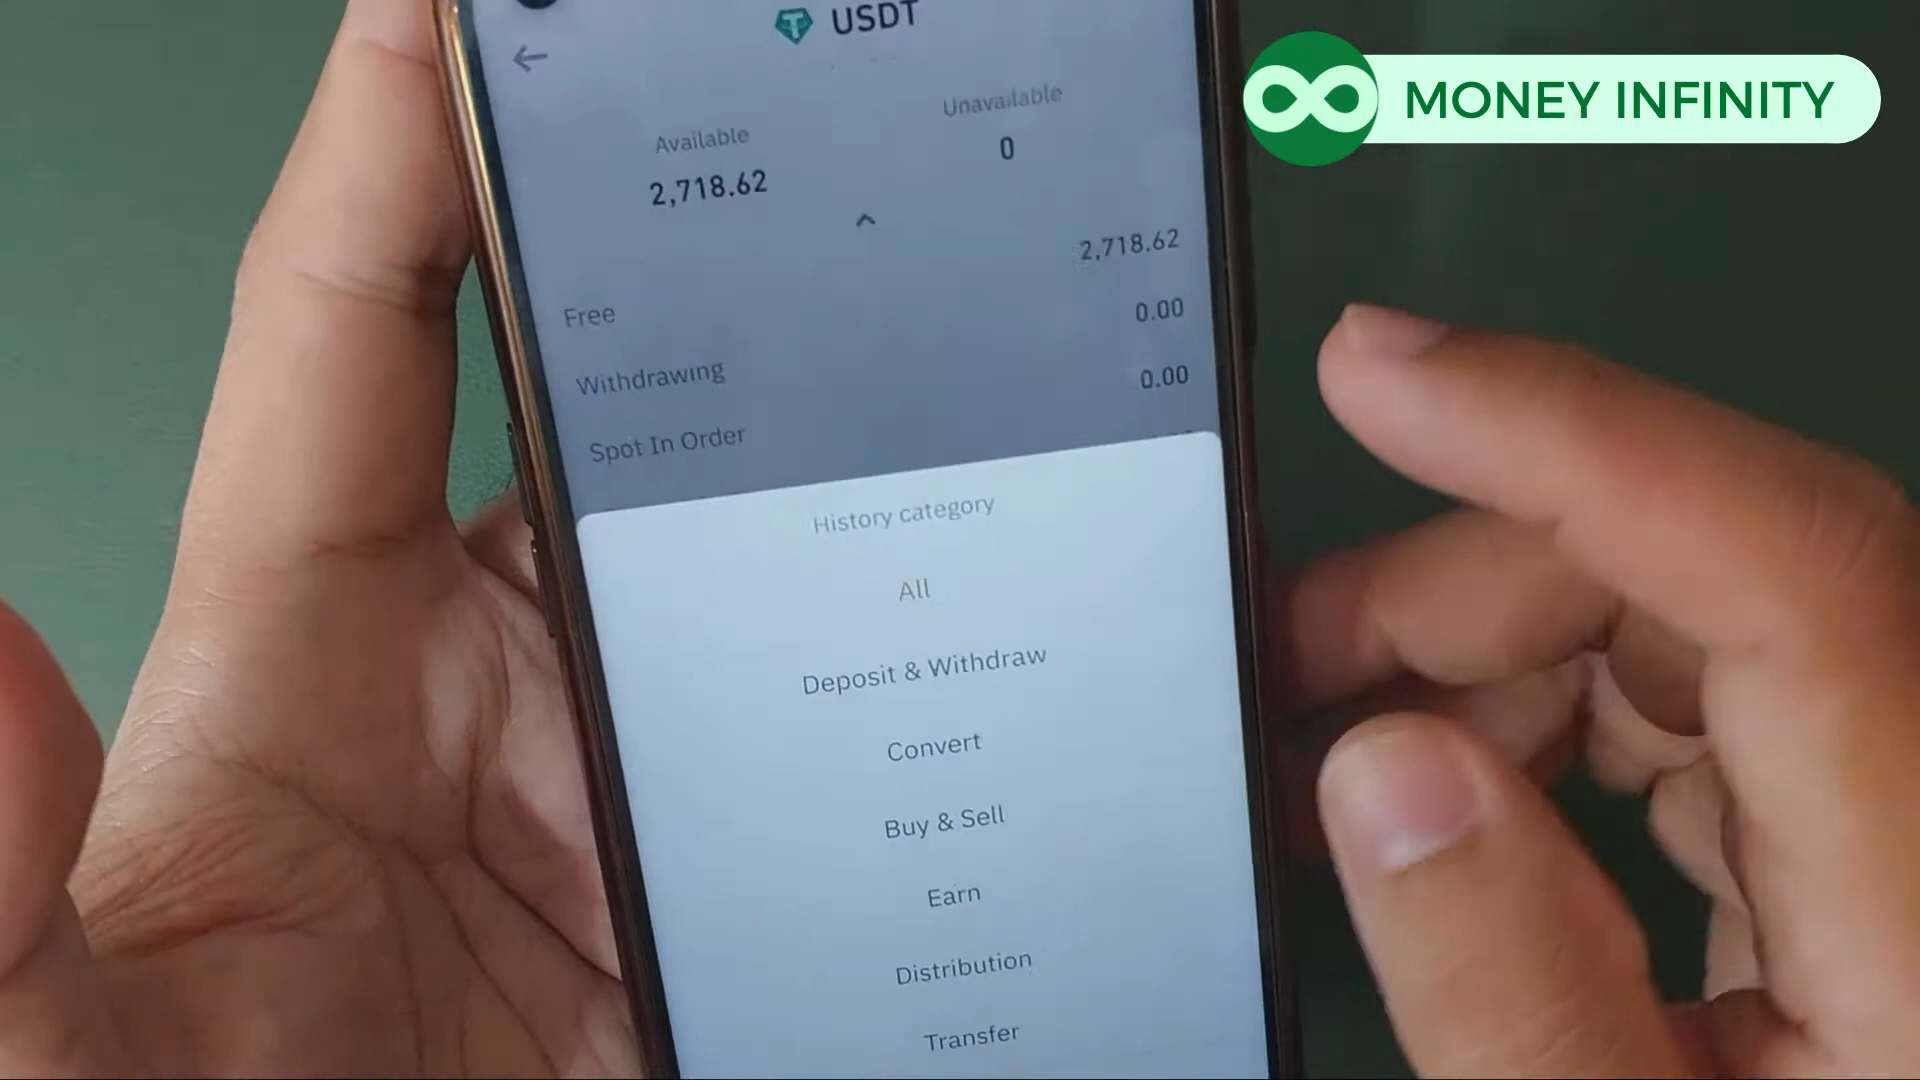 USDT
MONEY INFINITY
Available
Unavailable
2,718.62
0
Free
2,718.62
Withdrawing
0.00
Spot In Order
0.00
History category
All
Deposit & Withdraw
Convert
Buy & Sell
Earn
Distribution
Transfer